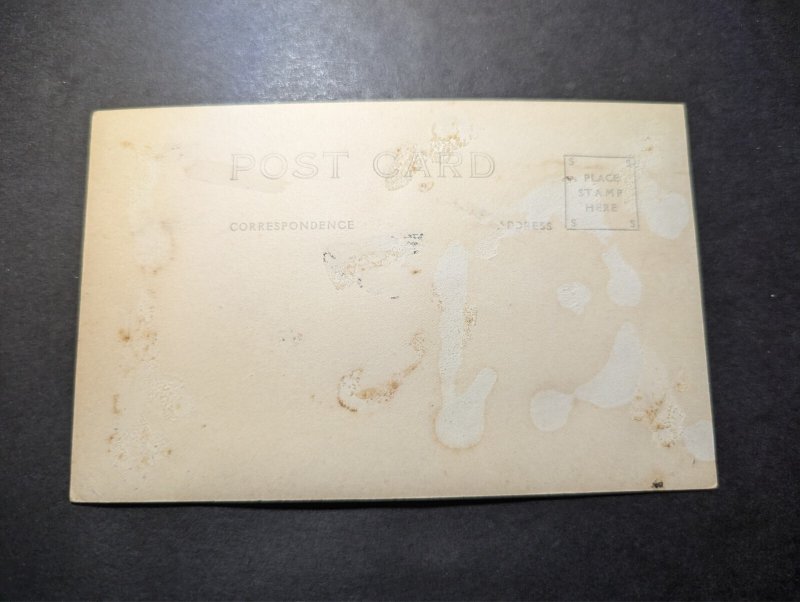 POST CARD
S S
PLACE
STAMP
HERE
S S
CORRESPONDENCE
ADDRESS